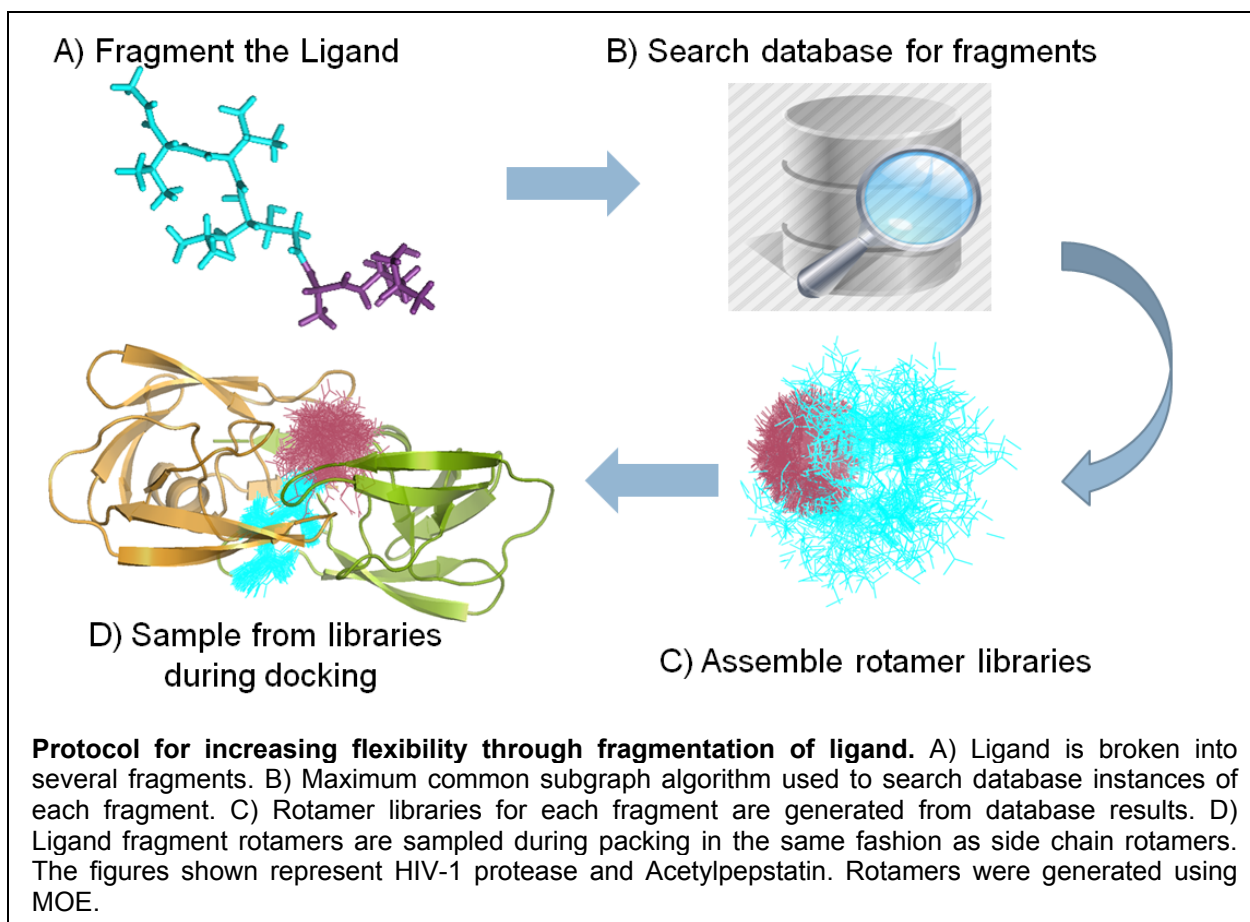 A) Fragment the Ligand
B) Search database for fragments
D) Sample from libraries
during docking
C) Assemble rotamer libraries
Protocol for increasing flexibility through fragmentation of ligand. A) Ligand is broken into
several fragments. B) Maximum common subgraph algorithm used to search database instances of
each fragment. C) Rotamer libraries for each fragment are generated from database results. D)
Ligand fragment rotamers are sampled during packing in the same fashion as side chain rotamers.
The figures shown represent HIV-1 protease and Acetylpepstatin. Rotamers were generated using
MOE.